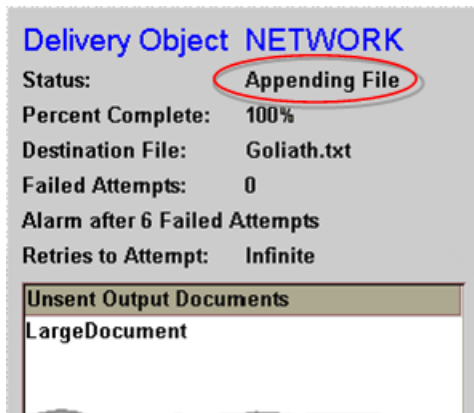 Delivery Object NETWORK
Status: Appending File
Percent Complete: 100%
Destination File: Goliath.txt
Failed Attempts: 0
Alarm after 6 Failed Attempts
Retries to Attempt: Infinite
Unsent Output Documents
LargeDocument